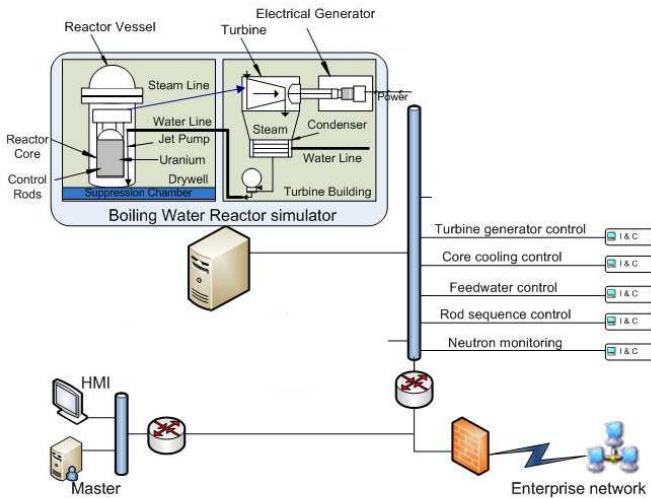 Electrical Generator
Reactor Vessel
Turbine
Steam Line
Power
Water Line
Steam
Condenser
Jet Pump
Reactor
Core
Uranium
Water Line
Control
Rods
Drywell
Suppression Chamber
Turbine Building
Boiling Water Reactor simulator
Turbine generator control
I & C
Core cooling control
I & C
Feedwater control
I & C
Rod sequence control
I & C
Neutron monitoring
I & C
HMI
Master
Enterprise network